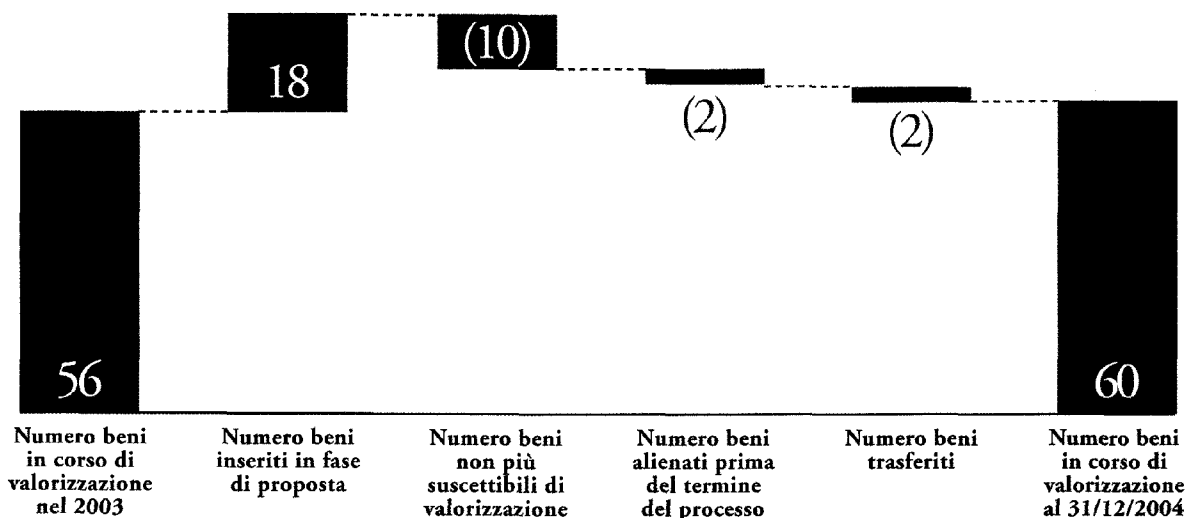 56
18
(10)
(2)
(2)
60
Numero beni
in corso di
valorizzazione
nel 2003
Numero beni
inseriti in fase
di proposta
Numero beni
non più
suscettibili di
valorizzazione
Numero beni
alienati prima
del termine
del processo
Numero beni
trasferiti
Numero beni
in corso di
valorizzazione
al 31/12/2004